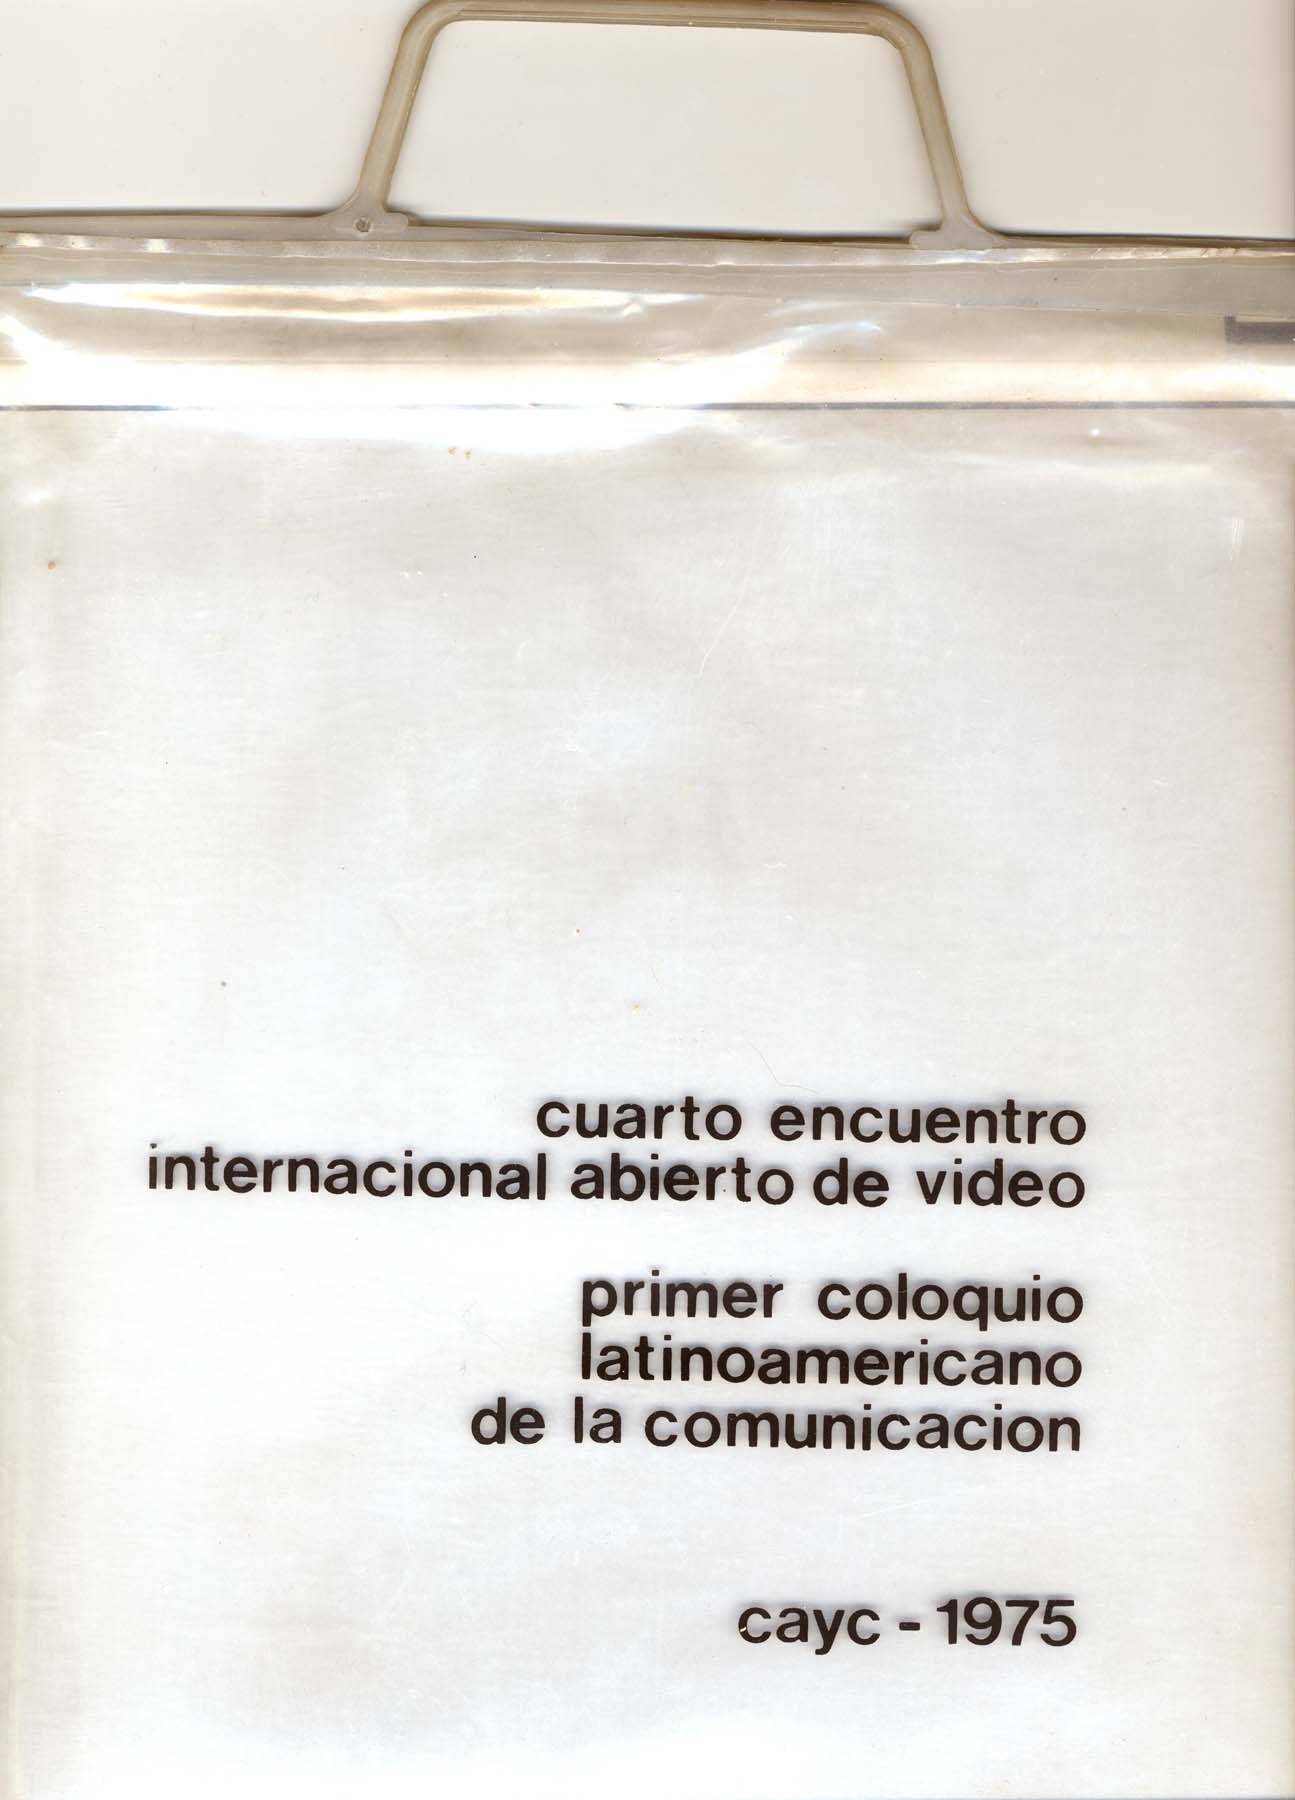 cuarto encuentro
internacional abierto de video
primer coloquio
latinoamericano
de la comunicacion
cayc - 1975